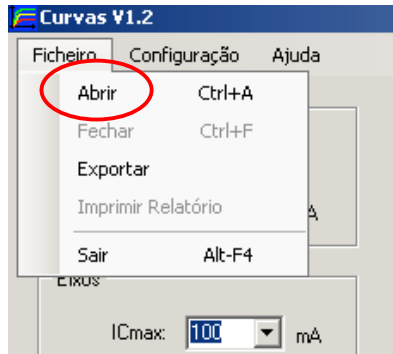 Curvas V1.2
Ficheiro Configuração Ajuda
Abrir Ctrl+A
Fechar Ctrl+F
Exportar
Imprimir Relatório
A
Sair Alt-F4
Eixos
ICmax: 100 mA